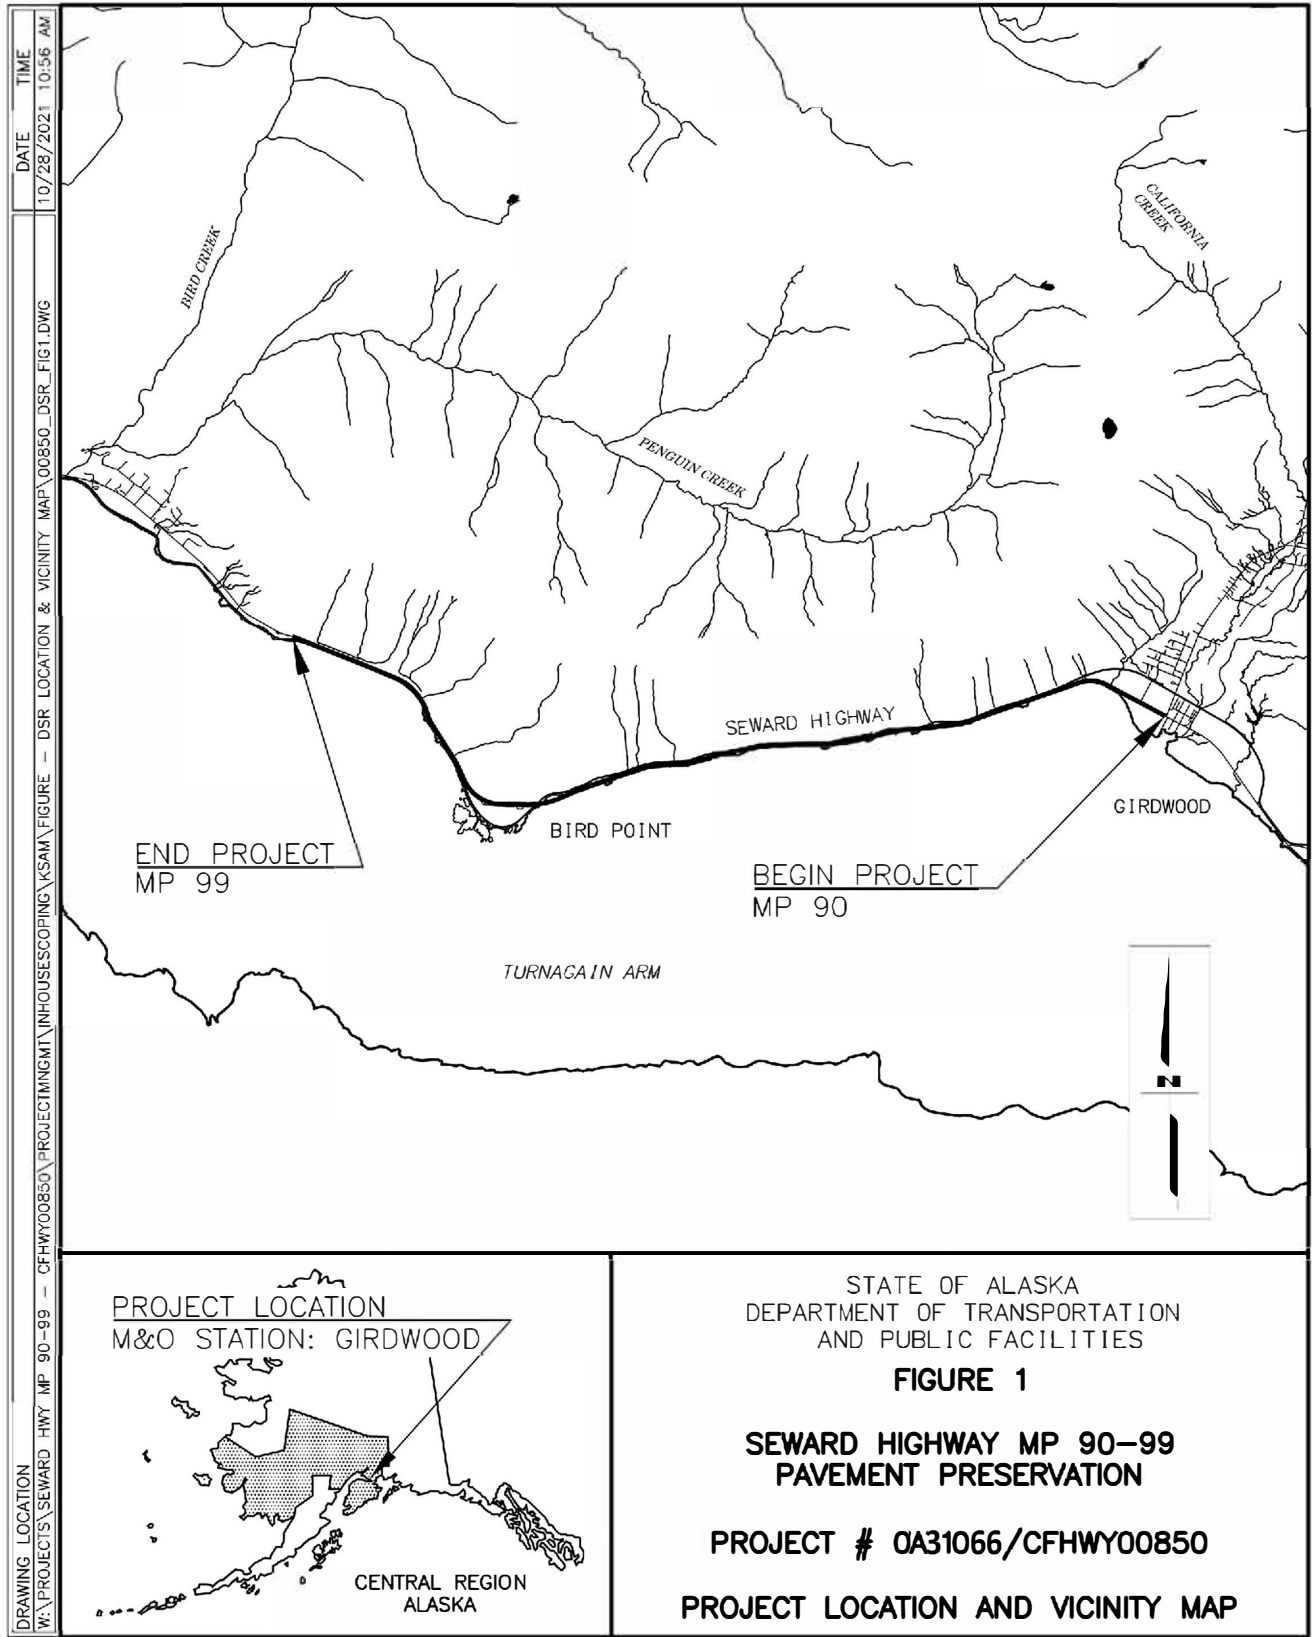 DATE
TIME
10/28/2021 10:56 AM
DRAWING LOCATION
W:\PROJECTS\SEWARD HWY MP 90-99 - CFHWY00850\PROJECTMNGMT\INHOUSESCOPING\KSAM\FIGURE - DSR LOCATION & VICINITY MAP\00850_DSR_FIG1.DWG
BIRD CREEK
CALIFORNIA
CREEK
PENGUIN CREEK
SEWARD HIGHWAY
GIRDWOOD
BIRD POINT
END PROJECT
MP 99
BEGIN PROJECT
MP 90
TURNAGAIN ARM
N
PROJECT LOCATION
M&O STATION: GIRDWOOD
CENTRAL REGION
ALASKA
STATE OF ALASKA
DEPARTMENT OF TRANSPORTATION
AND PUBLIC FACILITIES
FIGURE 1
SEWARD HIGHWAY MP 90-99
PAVEMENT PRESERVATION
PROJECT # 0A31066/CFHWY00850
PROJECT LOCATION AND VICINITY MAP